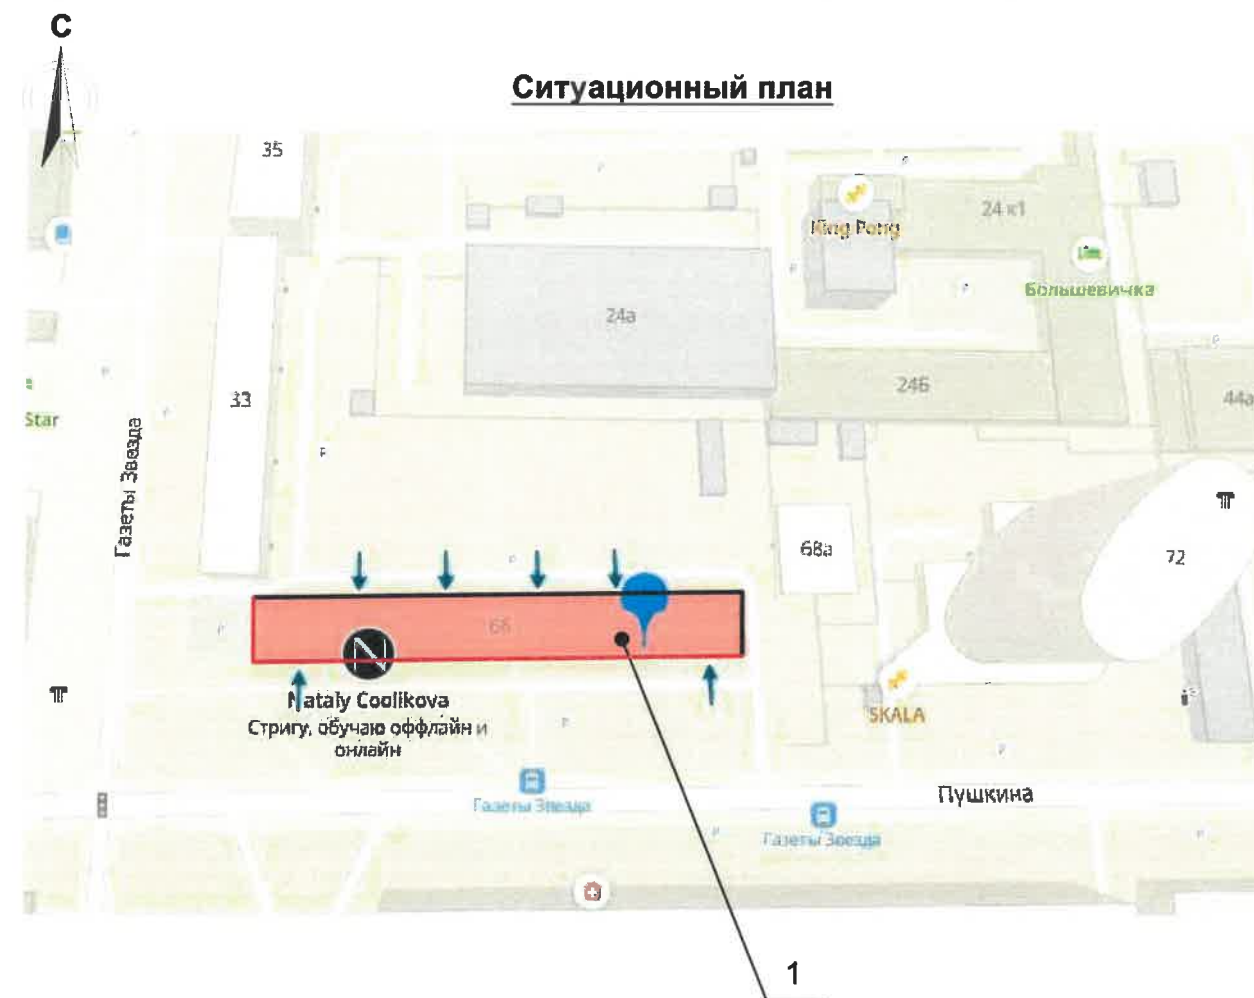 С
Ситуационный план
35
24 к1
King Pong
Большевичка
24а
24б
33
44а
Star
Газеты Звезда
P
68а
72
66
Nataly Coolikova
Стригу, обучаю оффлайн и
онлайн
SKALA
Пушкина
Газеты Звезда
Газеты Звезда
1